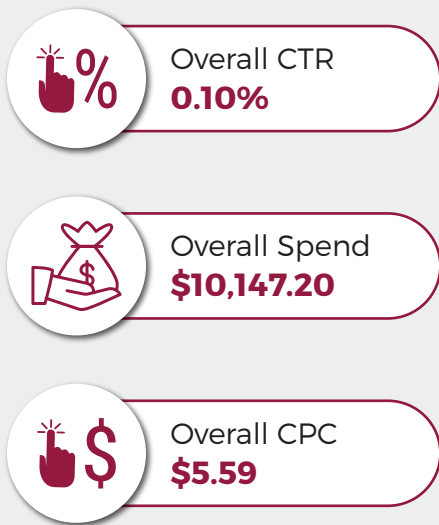 %
Overall CTR
0.10%
$
Overall Spend
$10,147.20
$
Overall CPC
$5.59